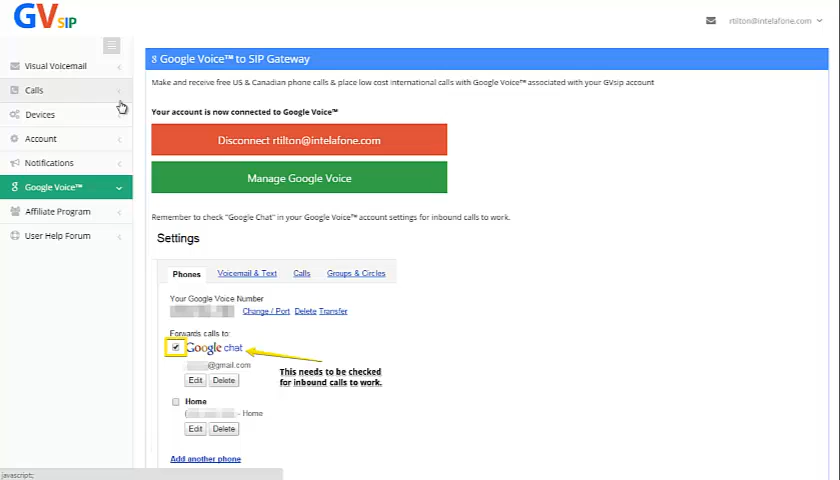 GVSIP
rtilton@intelafone.com
Visual Voicemail
Calls
Devices
Account
Notifications
8 Google Voice™
Affiliate Program
User Help Forum
8 Google Voice™ to SIP Gateway
Make and receive free US & Canadian phone calls & place low cost international calls with Google Voice™ associated with your GVsip account
Your account is now connected to Google Voice™
Disconnect rtilton@intelafone.com
Manage Google Voice
Remember to check "Google Chat" in your Google Voice™ account settings for inbound calls to work.
Settings
Phones Voicemail & Text Calls Groups & Circles
Your Google Voice Number
Change / Port Delete Transfer
Forwards calls to:
Google chat
@gmail.com
This needs to be checked
for inbound calls to work.
Edit Delete
Home
( - Home
Edit Delete
Add another phone
javascript:;